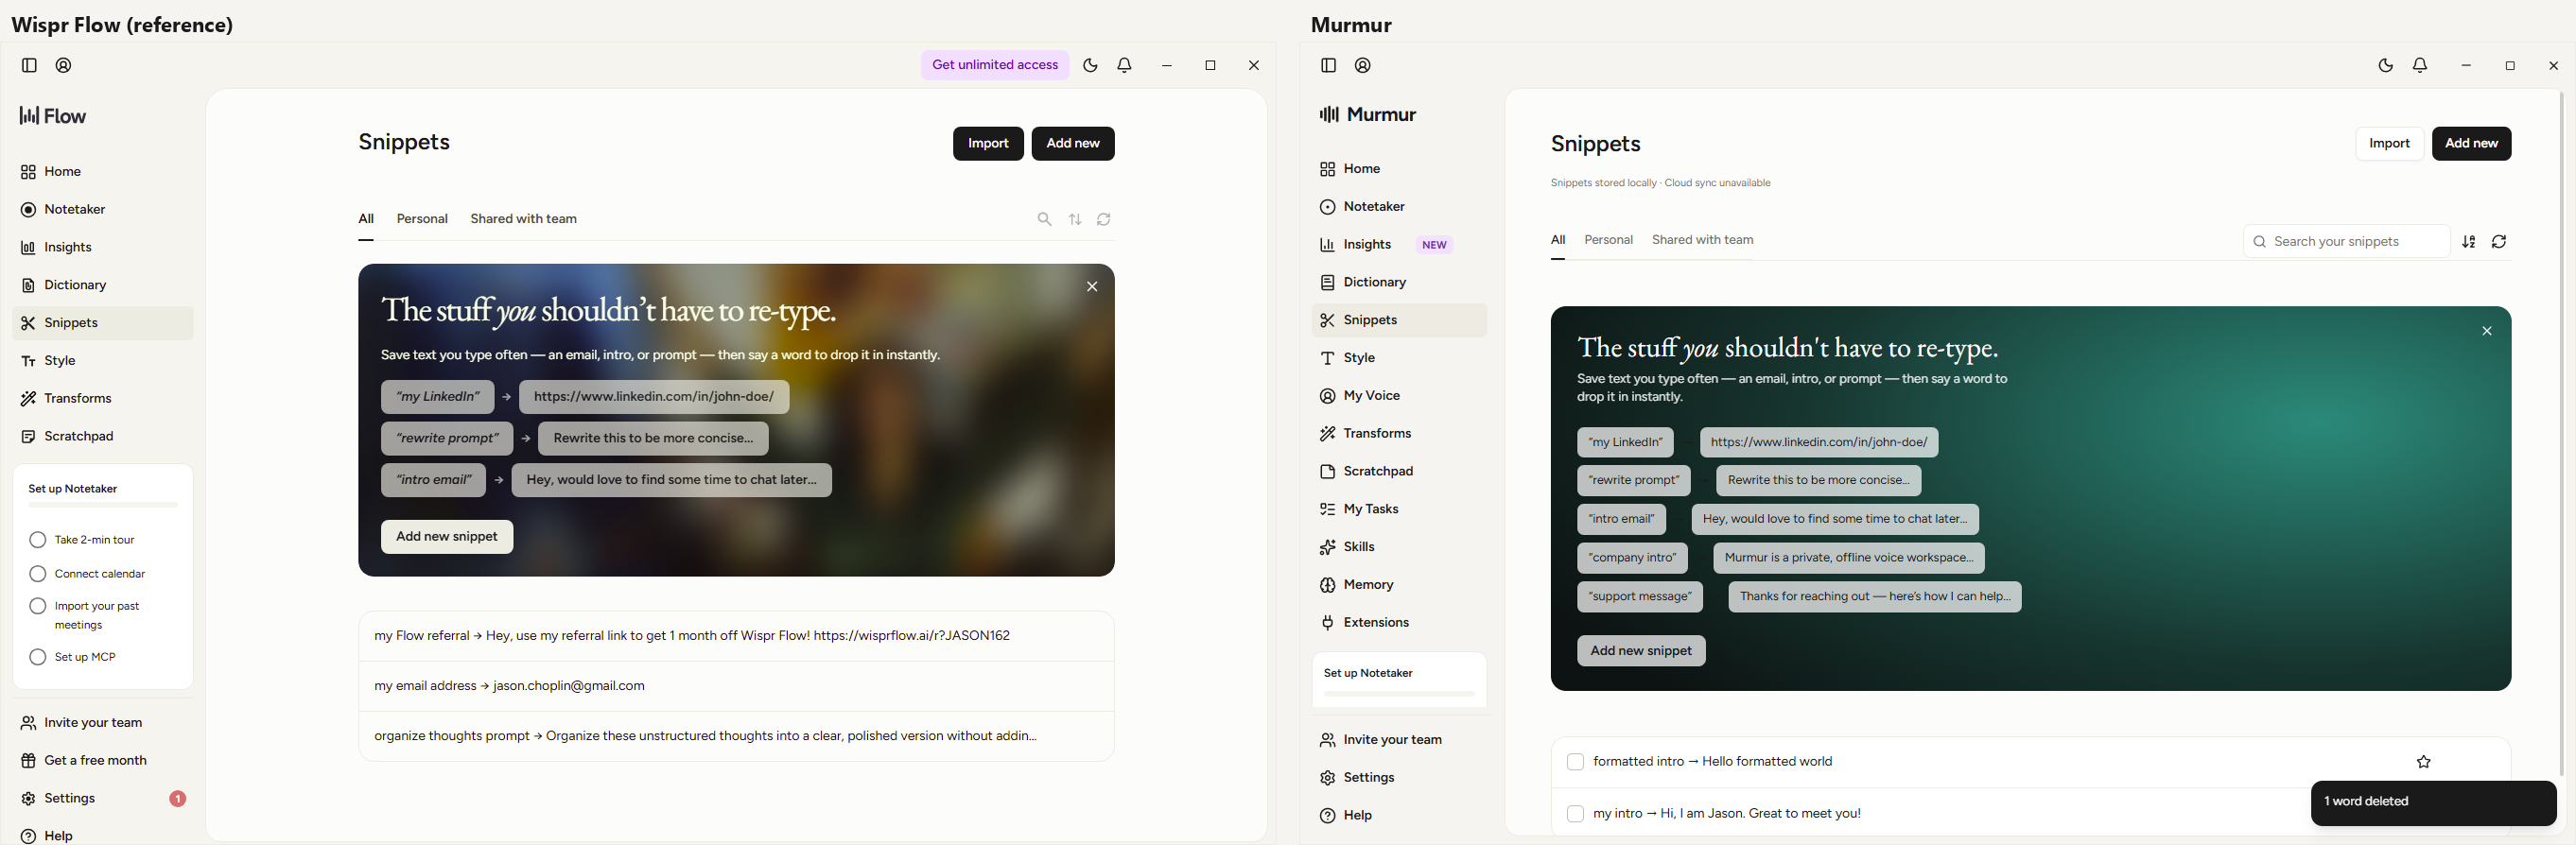 Wispr Flow (reference)
Get unlimited access
Flow
Home
Notetaker
Insights
Dictionary
Snippets
Style
Transforms
Scratchpad
Set up Notetaker
Take 2-min tour
Connect calendar
Import your past
meetings
Set up MCP
Invite your team
Get a free month
Settings
1
Help
Snippets
Import
Add new
All
Personal
Shared with team
The stuff you shouldn’t have to re-type.
Save text you type often — an email, intro, or prompt — then say a word to drop it in instantly.
“my LinkedIn” → https://www.linkedin.com/in/john-doe/
“rewrite prompt” → Rewrite this to be more concise...
“intro email” → Hey, would love to find some time to chat later...
Add new snippet
my Flow referral → Hey, use my referral link to get 1 month off Wispr Flow! https://wisprflow.ai/r?JASON162
my email address → jason.choplin@gmail.com
organize thoughts prompt → Organize these unstructured thoughts into a clear, polished version without addin...
Murmur
Murmur
Home
Notetaker
Insights NEW
Dictionary
Snippets
Style
My Voice
Transforms
Scratchpad
My Tasks
Skills
Memory
Extensions
Set up Notetaker
Invite your team
Settings
Help
Snippets
Import
Add new
Snippets stored locally · Cloud sync unavailable
All
Personal
Shared with team
Search your snippets
The stuff you shouldn't have to re-type.
Save text you type often — an email, intro, or prompt — then say a word to
drop it in instantly.
“my LinkedIn” https://www.linkedin.com/in/john-doe/
“rewrite prompt” Rewrite this to be more concise...
“intro email” Hey, would love to find some time to chat later...
“company intro” Murmur is a private, offline voice workspace...
“support message” Thanks for reaching out — here’s how I can help...
Add new snippet
formatted intro → Hello formatted world
my intro → Hi, I am Jason. Great to meet you!
1 word deleted